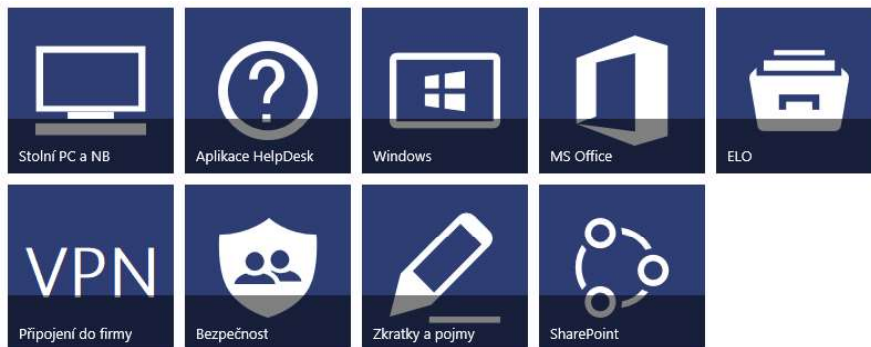 Stolní PC a NB
Aplikace HelpDesk
Windows
MS Office
ELO
VPN
Připojení do firmy
Bezpečnost
Zkratky a pojmy
SharePoint